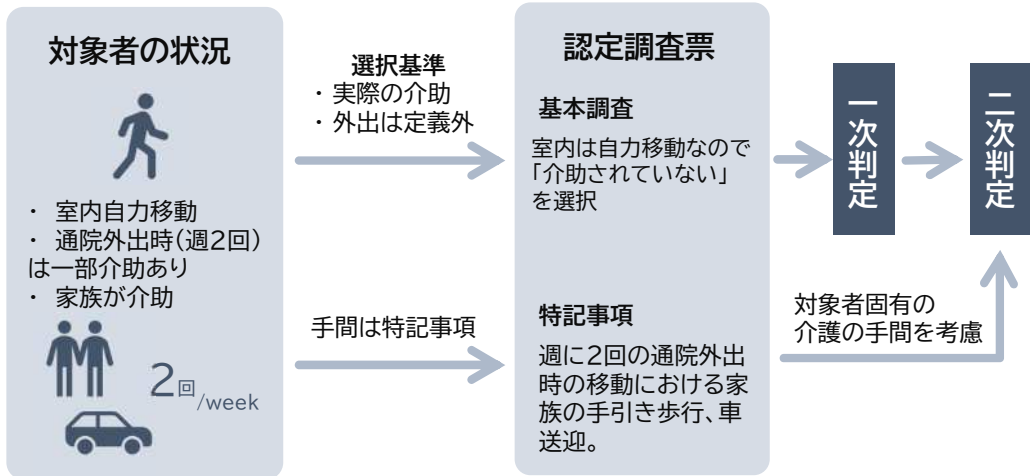 対象者の状況
・ 室内自力移動
・ 通院外出時(週2回)
は一部介助あり
・ 家族が介助
2回/week
選択基準
・ 実際の介助
・ 外出は定義外
手間は特記事項
認定調査票
基本調査
室内は自力移動なので
「介助されていない」
を選択
特記事項
週に2回の通院外出
時の移動における家
族の手引き歩行、車
送迎。
一次判定
二次判定
対象者固有の
介護の手間を考慮